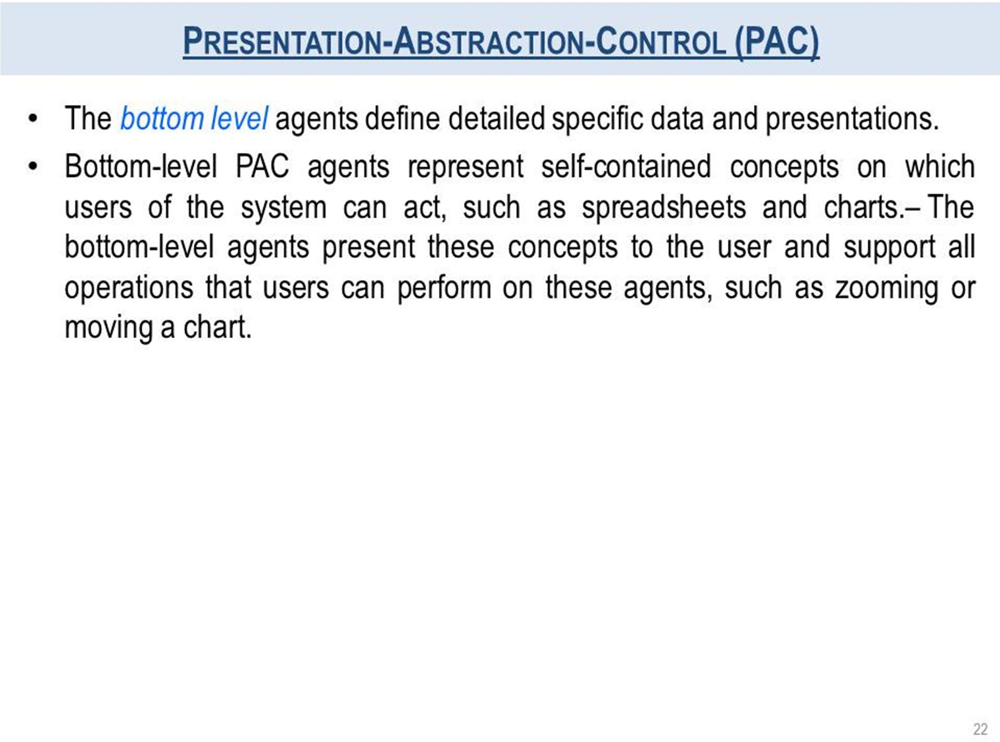 PRESENTATION-ABSTRACTION-CONTROL (PAC)
• The bottom level agents define detailed specific data and presentations.
• Bottom-level PAC agents represent self-contained concepts on which
users of the system can act, such as spreadsheets and charts.– The
bottom-level agents present these concepts to the user and support all
operations that users can perform on these agents, such as zooming or
moving a chart.
22